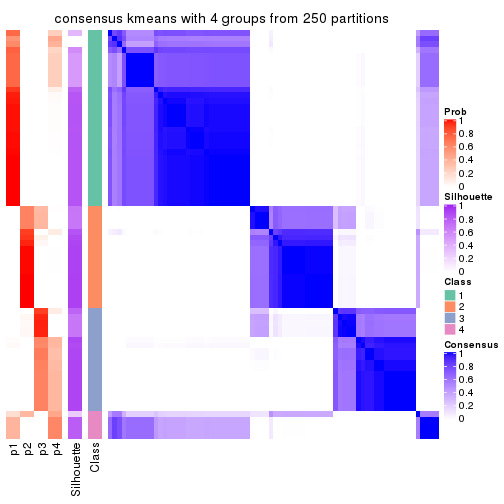 consensus kmeans with 4 groups from 250 partitions
Prob
1
0.8
0.6
0.4
0.2
0
Silhouette
1
0.8
0.6
0.4
0.2
0
Class
1
2
3
4
Consensus
1
0.8
0.6
0.4
0.2
0
p1
p2
p3
p4
Silhouette
Class